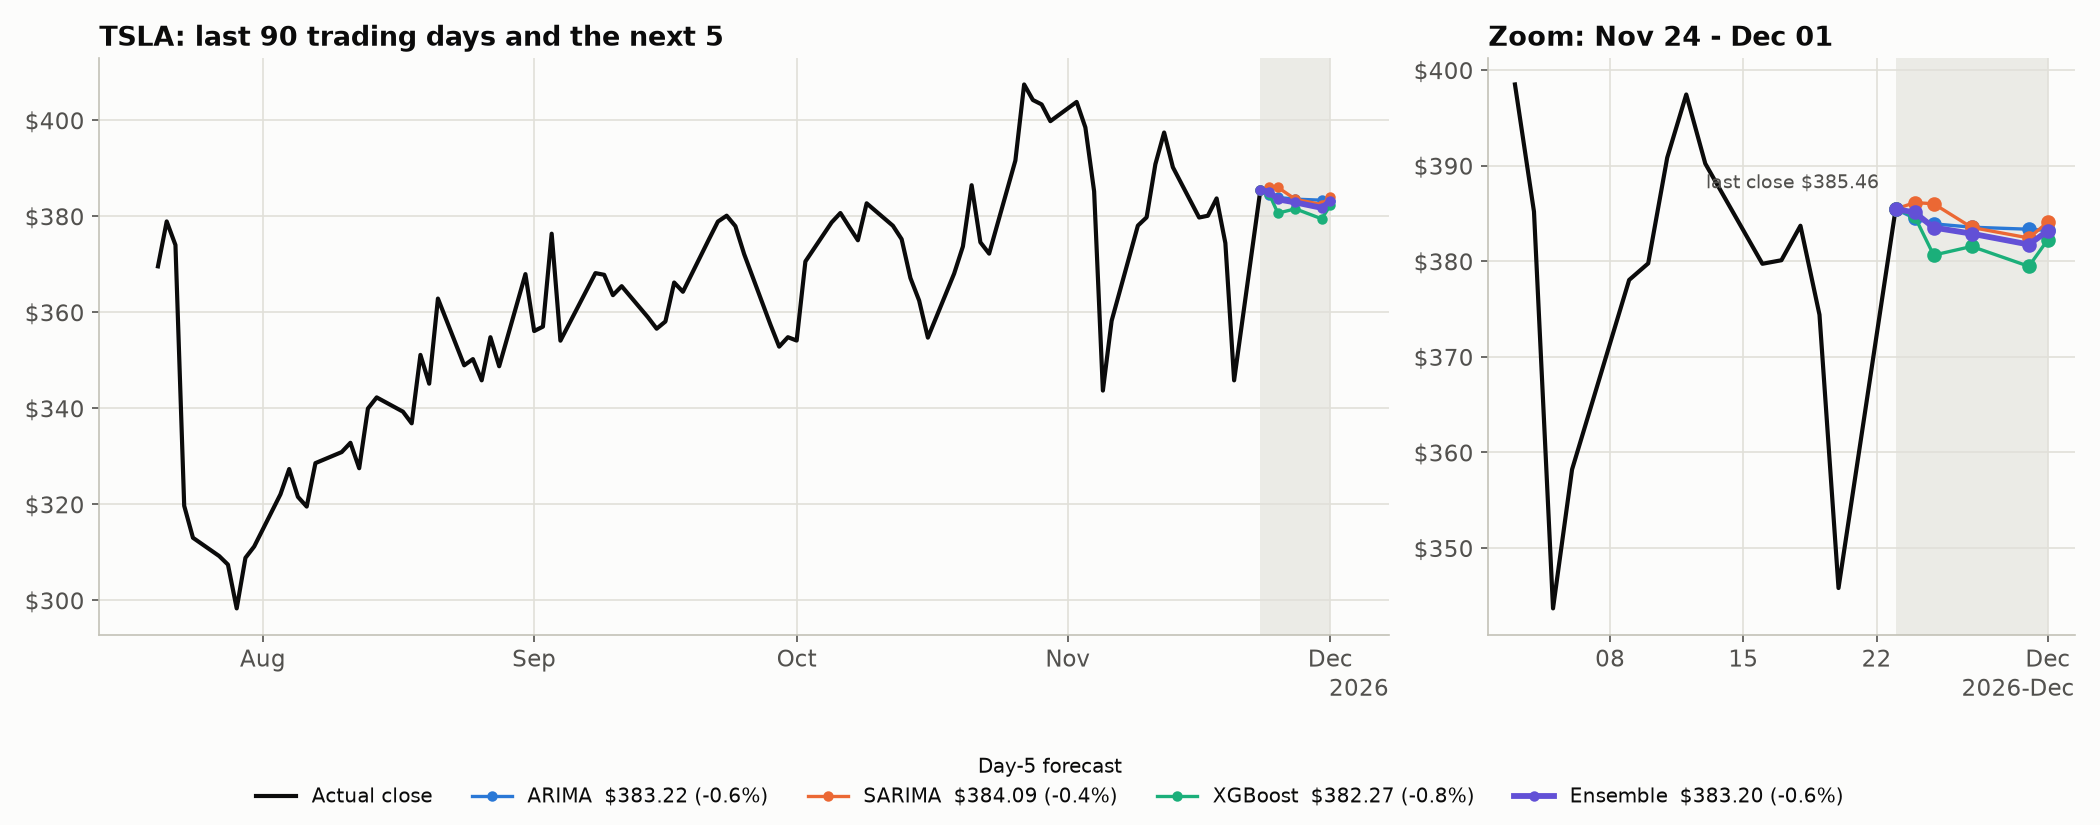 TSLA: last 90 trading days and the next 5
$400
$380
$360
$340
$320
$300
Aug
Sep
Oct
Nov
Dec
2026
Zoom: Nov 24 - Dec 01
$400
$390
$380
$370
$360
$350
last close $385.46
08
15
22
Dec
2026-Dec
Day-5 forecast
Actual close
ARIMA $383.22 (-0.6%)
SARIMA $384.09 (-0.4%)
XGBoost $382.27 (-0.8%)
Ensemble $383.20 (-0.6%)